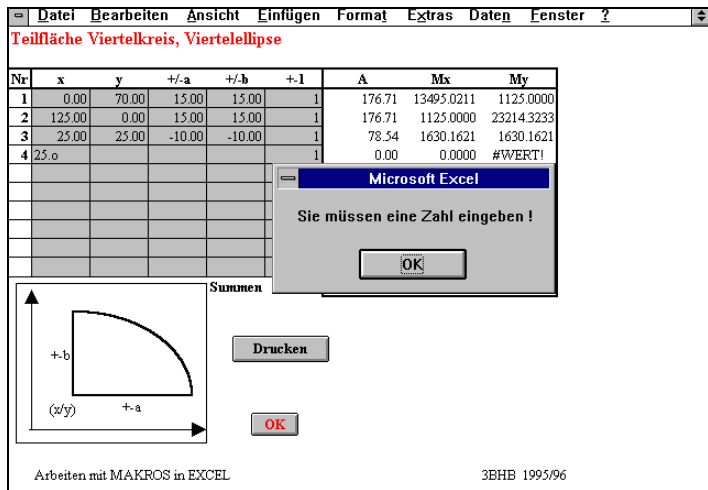 Datei Bearbeiten Ansicht Einfügen Format Extras Daten Fenster ?
Teilfläche Viertelkreis, Viertelellipse
Nr x y +/-a +/-b +-1 A Mx My
1 0.00 70.00 15.00 15.00 1 176.71 13495.0211 1125.0000
2 125.00 0.00 15.00 15.00 1 176.71 1125.0000 23214.3233
3 25.00 25.00 -10.00 -10.00 1 78.54 1630.1621 1630.1621
4 25.o 1 0.00 0.0000 #WERT!
Microsoft Excel
Sie müssen eine Zahl eingeben !
OK
Summen
+-b
(x/y) +-a
Drucken
OK
Arbeiten mit MAKROS in EXCEL 3BHB 1995/96